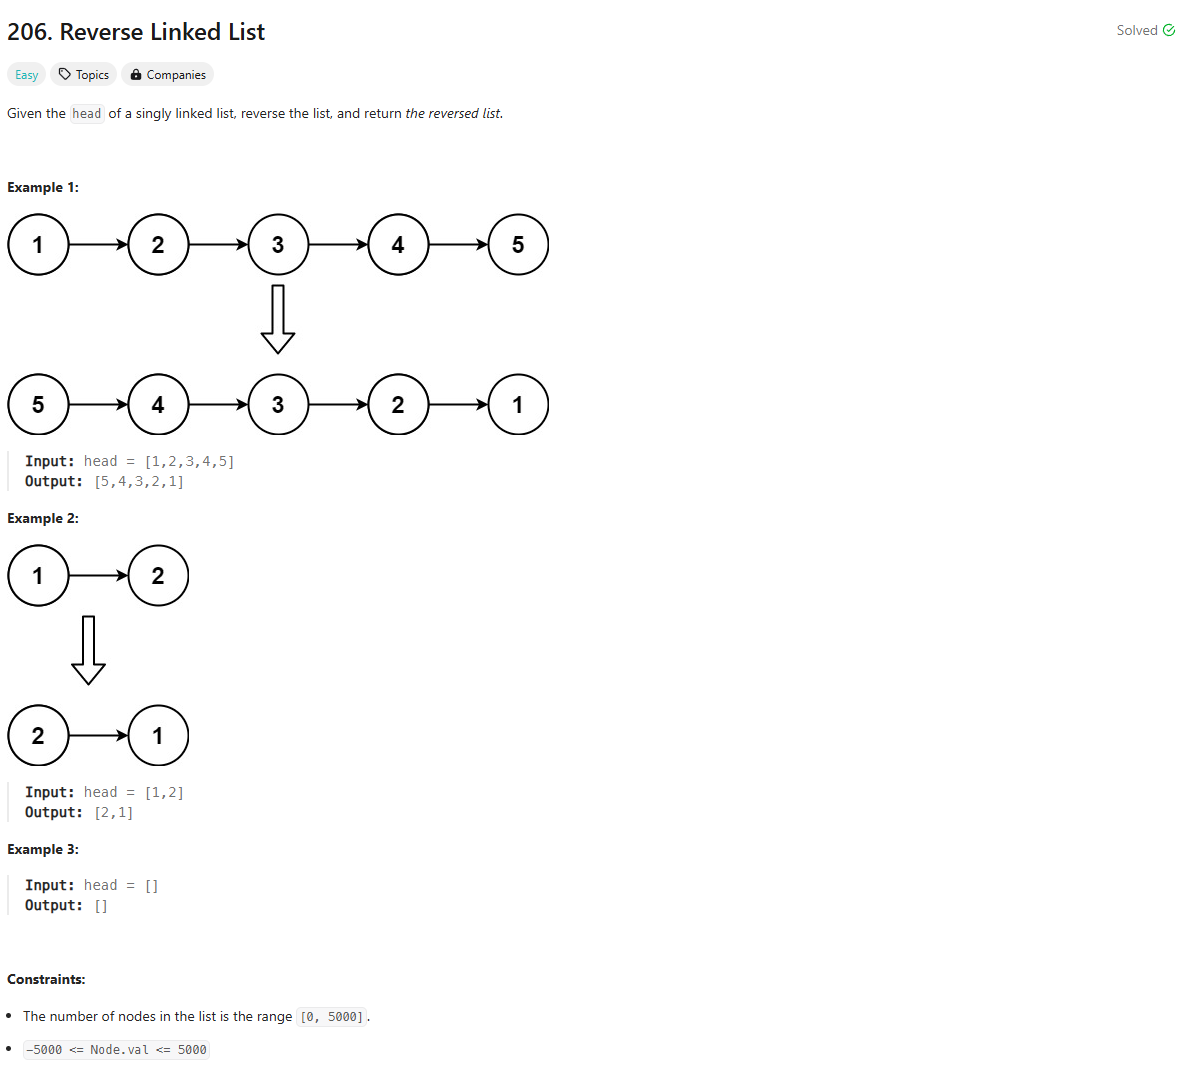 206. Reverse Linked List
Solved
Easy Topics Companies
Given the head of a singly linked list, reverse the list, and return the reversed list.
Example 1:
1 2 3 4 5
5 4 3 2 1
Input: head = [1,2,3,4,5]
Output: [5,4,3,2,1]
Example 2:
1 2
2 1
Input: head = [1,2]
Output: [2,1]
Example 3:
Input: head = []
Output: []
Constraints:
• The number of nodes in the list is the range [0, 5000].
• -5000 <= Node.val <= 5000